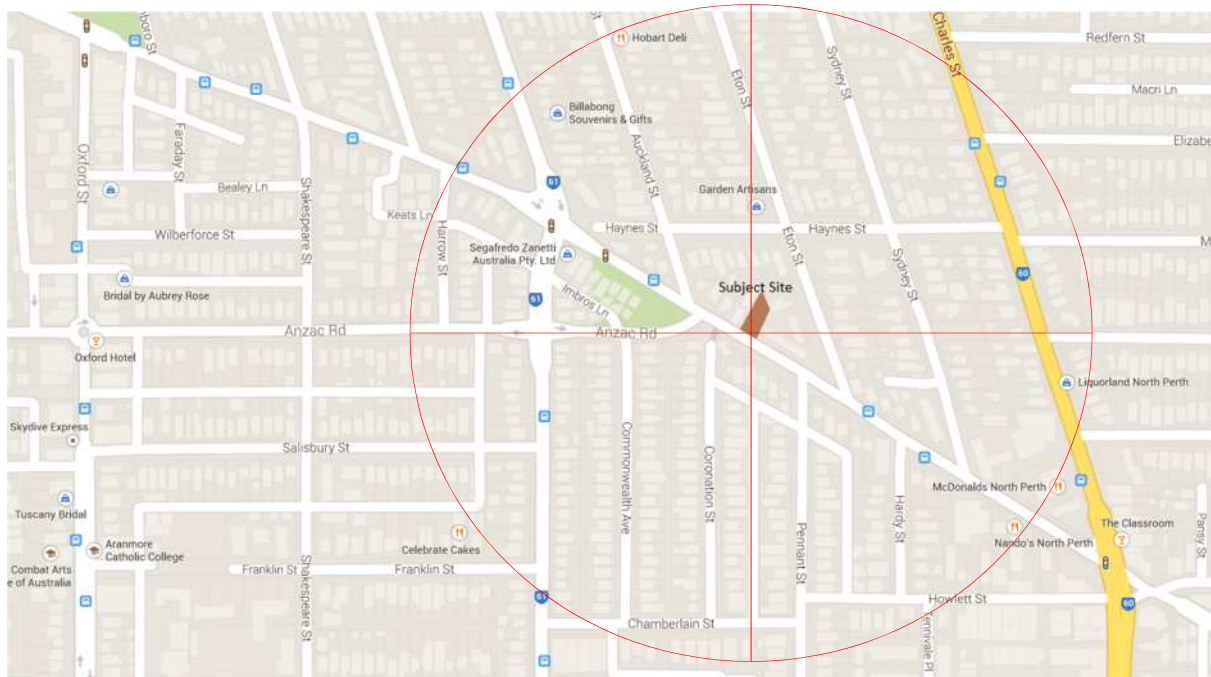 Charles St
Redfern St
Hobart Deli
Eton St
Sydney St
Macri Ln
Billabong
Souvenirs & Gifts
Auckland St
Faraday St
Oxford St
Shakespeare St
Bealey Ln
61
Garden Artisans
Keats Ln
Wilberforce St
Harrow St
Haynes St
Haynes St
Eton St
Sydney St
Segafredo Zanetti
Australia Pty. Ltd
60
Bridal by Aubrey Rose
Imbros Ln
61
Subject Site
Anzac Rd
Anzac Rd
Oxford Hotel
Liquorland North Perth
Skydive Express
Salisbury St
Commonwealth Ave
Coronation St
McDonalds North Perth
Tuscany Bridal
Hardy St
Pennant St
Nando's North Perth
The Classroom
Pansy St
Aranmore
Catholic College
Celebrate Cakes
Combat Arts
e of Australia
Franklin St
Franklin St
Shakespeare St
61
Howlett St
60
Chamberlain St
Tennivale Pl